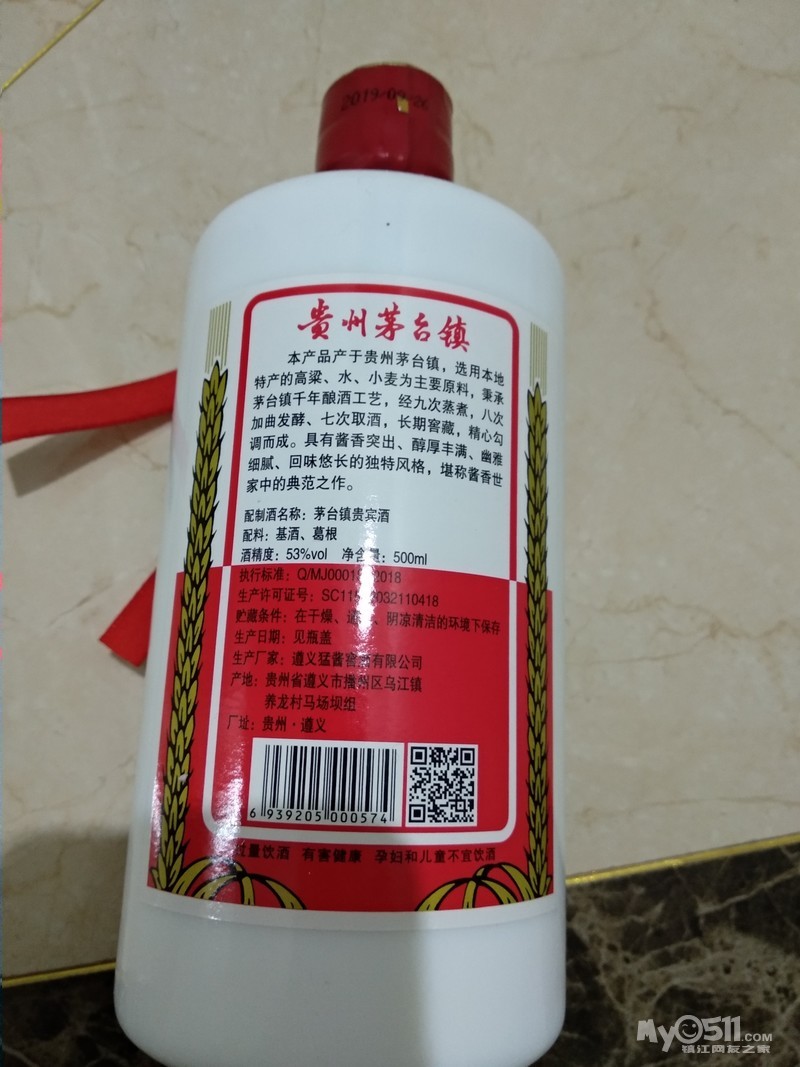 2019/09/26
贵州茅台镇
本产品产于贵州茅台镇，选用本地
特产的高粱、水、小麦为主要原料，秉承
茅台镇千年酿酒工艺，经九次蒸煮，八次
加曲发酵、七次取酒，长期窖藏，精心勾
调而成。具有酱香突出、醇厚丰满、幽雅
细腻、回味悠长的独特风格，堪称酱香世
家中的典范之作。
配制酒名称：茅台镇贵宾酒
配料：基酒、葛根
酒精度：53%vol 净含量：500ml
执行标准：
生产许可证号：
贮藏条件：在干燥、阴凉清洁的环境下保存
生产日期：见瓶盖
生产厂家：遵义猛酱有限公司
产地：贵州省遵义市播州区乌江镇
养龙村马场坝组
厂址：贵州·遵义
6 939205 000574
过量饮酒 有害健康 孕妇和儿童不宜饮酒
My0511.COM
镇江网友之家